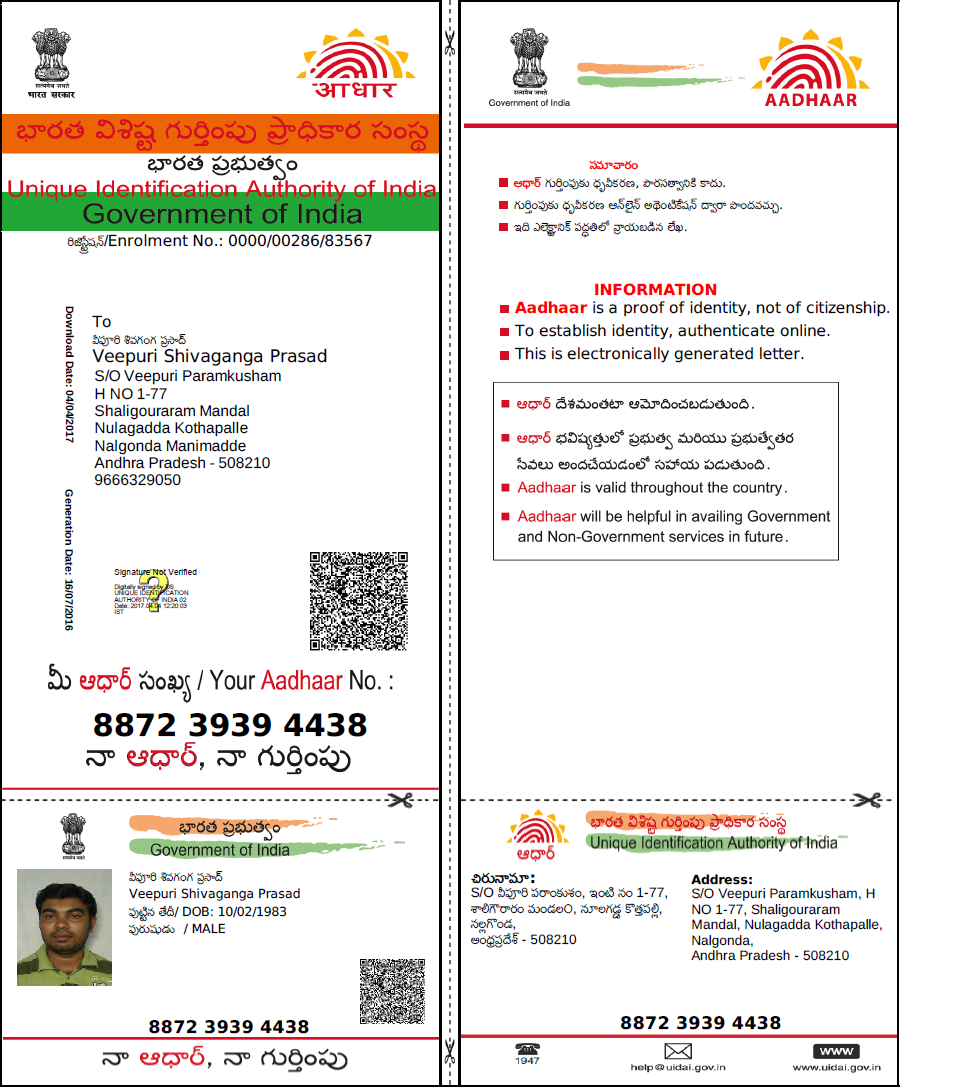 सत्यमेव जयते
भारत सरकार
आधार
భారత విశిష్ట గుర్తింపు ప్రాధికార సంస్థ
భారత ప్రభుత్వం
Unique Identification Authority of India
Government of India
రిజిస్ట్రేషన్/Enrolment No.: 0000/00286/83567
Download Date: 04/04/2017
Generation Date: 16/07/2016
To
వీపూరి శివగంగ ప్రసాద్
Veepuri Shivaganga Prasad
S/O Veepuri Paramkusham
H NO 1-77
Shaligouraram Mandal
Nulagadda Kothapalle
Nalgonda Manimadde
Andhra Pradesh - 508210
9666329050
Signature Not Verified
Digitally signed by DS
UNIQUE IDENTIFICATION
AUTHORITY OF INDIA 02
Date: 2017.04.04 12:20:03
IST
మీ ఆధార్ సంఖ్య / Your Aadhaar No. :
8872 3939 4438
నా ఆధార్, నా గుర్తింపు
सत्यमेव जयते
భారత ప్రభుత్వం
Government of India
వీపూరి శివగంగ ప్రసాద్
Veepuri Shivaganga Prasad
పుట్టిన తేదీ/ DOB: 10/02/1983
పురుషుడు / MALE
8872 3939 4438
నా ఆధార్, నా గుర్తింపు
सत्यमेव जयते
Government of India
AADHAAR
సమాచారం
ఆధార్ గుర్తింపుకు ధృవీకరణ, పౌరసత్వానికి కాదు.
గుర్తింపుకు ధృవీకరణ ఆన్‌లైన్ అథెంటికేషన్ ద్వారా పొందవచ్చు.
ఇది ఎలెక్ట్రానిక్ పద్ధతిలో వ్రాయబడిన లేఖ.
INFORMATION
Aadhaar is a proof of identity, not of citizenship.
To establish identity, authenticate online.
This is electronically generated letter.
ఆధార్ దేశమంతటా ఆమోదించబడుతుంది.
ఆధార్ భవిష్యత్తులో ప్రభుత్వ మరియు ప్రభుత్వేతర
సేవలు అందచేయడంలో సహాయ పడుతుంది.
Aadhaar is valid throughout the country.
Aadhaar will be helpful in availing Government
and Non-Government services in future.
ఆధార్
భారత విశిష్ట గుర్తింపు ప్రాధికార సంస్థ
Unique Identification Authority of India
చిరునామా:
S/O వీపూరి పరాంకుశం, ఇంటి నం 1-77,
శాలిగౌరారం మండలం, నూలగడ్డ కొత్తపల్లి,
నల్లగొండ,
ఆంధ్రప్రదేశ్ - 508210
Address:
S/O Veepuri Paramkusham, H
NO 1-77, Shaligouraram
Mandal, Nulagadda Kothapalle,
Nalgonda,
Andhra Pradesh - 508210
8872 3939 4438
1947
help@uidai.gov.in
www
www.uidai.gov.in